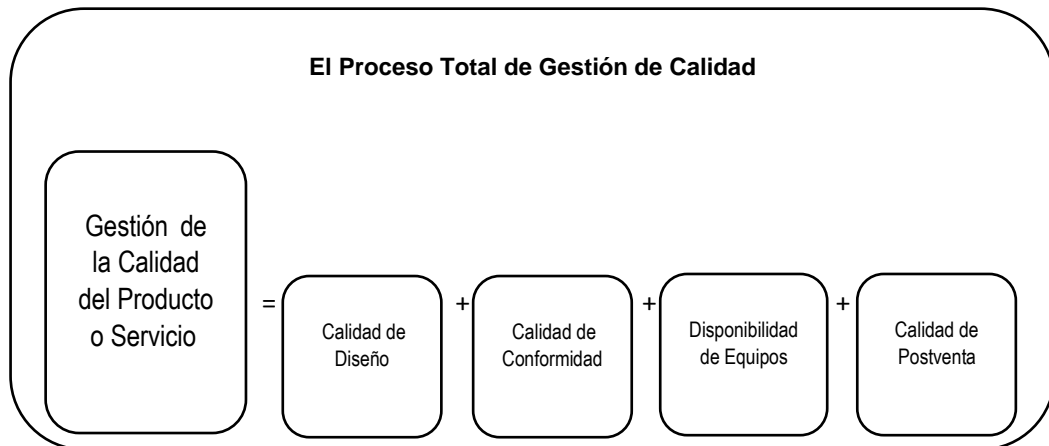 El Proceso Total de Gestión de Calidad
Gestión de
la Calidad
del Producto
o Servicio
=
Calidad de
Diseño
+
Calidad de
Conformidad
+
Disponibilidad
de Equipos
+
Calidad de
Postventa